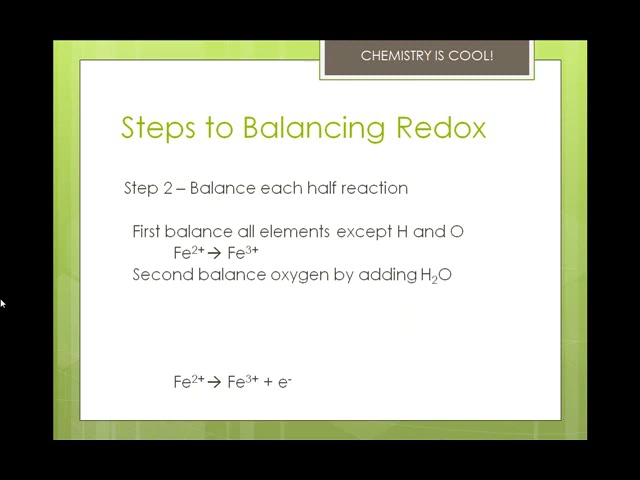 CHEMISTRY IS COOL!
Steps to Balancing Redox
Step 2 – Balance each half reaction
First balance all elements except H and O
Fe²⁺ → Fe³⁺
Second balance oxygen by adding H₂O
Fe²⁺ → Fe³⁺ + e⁻